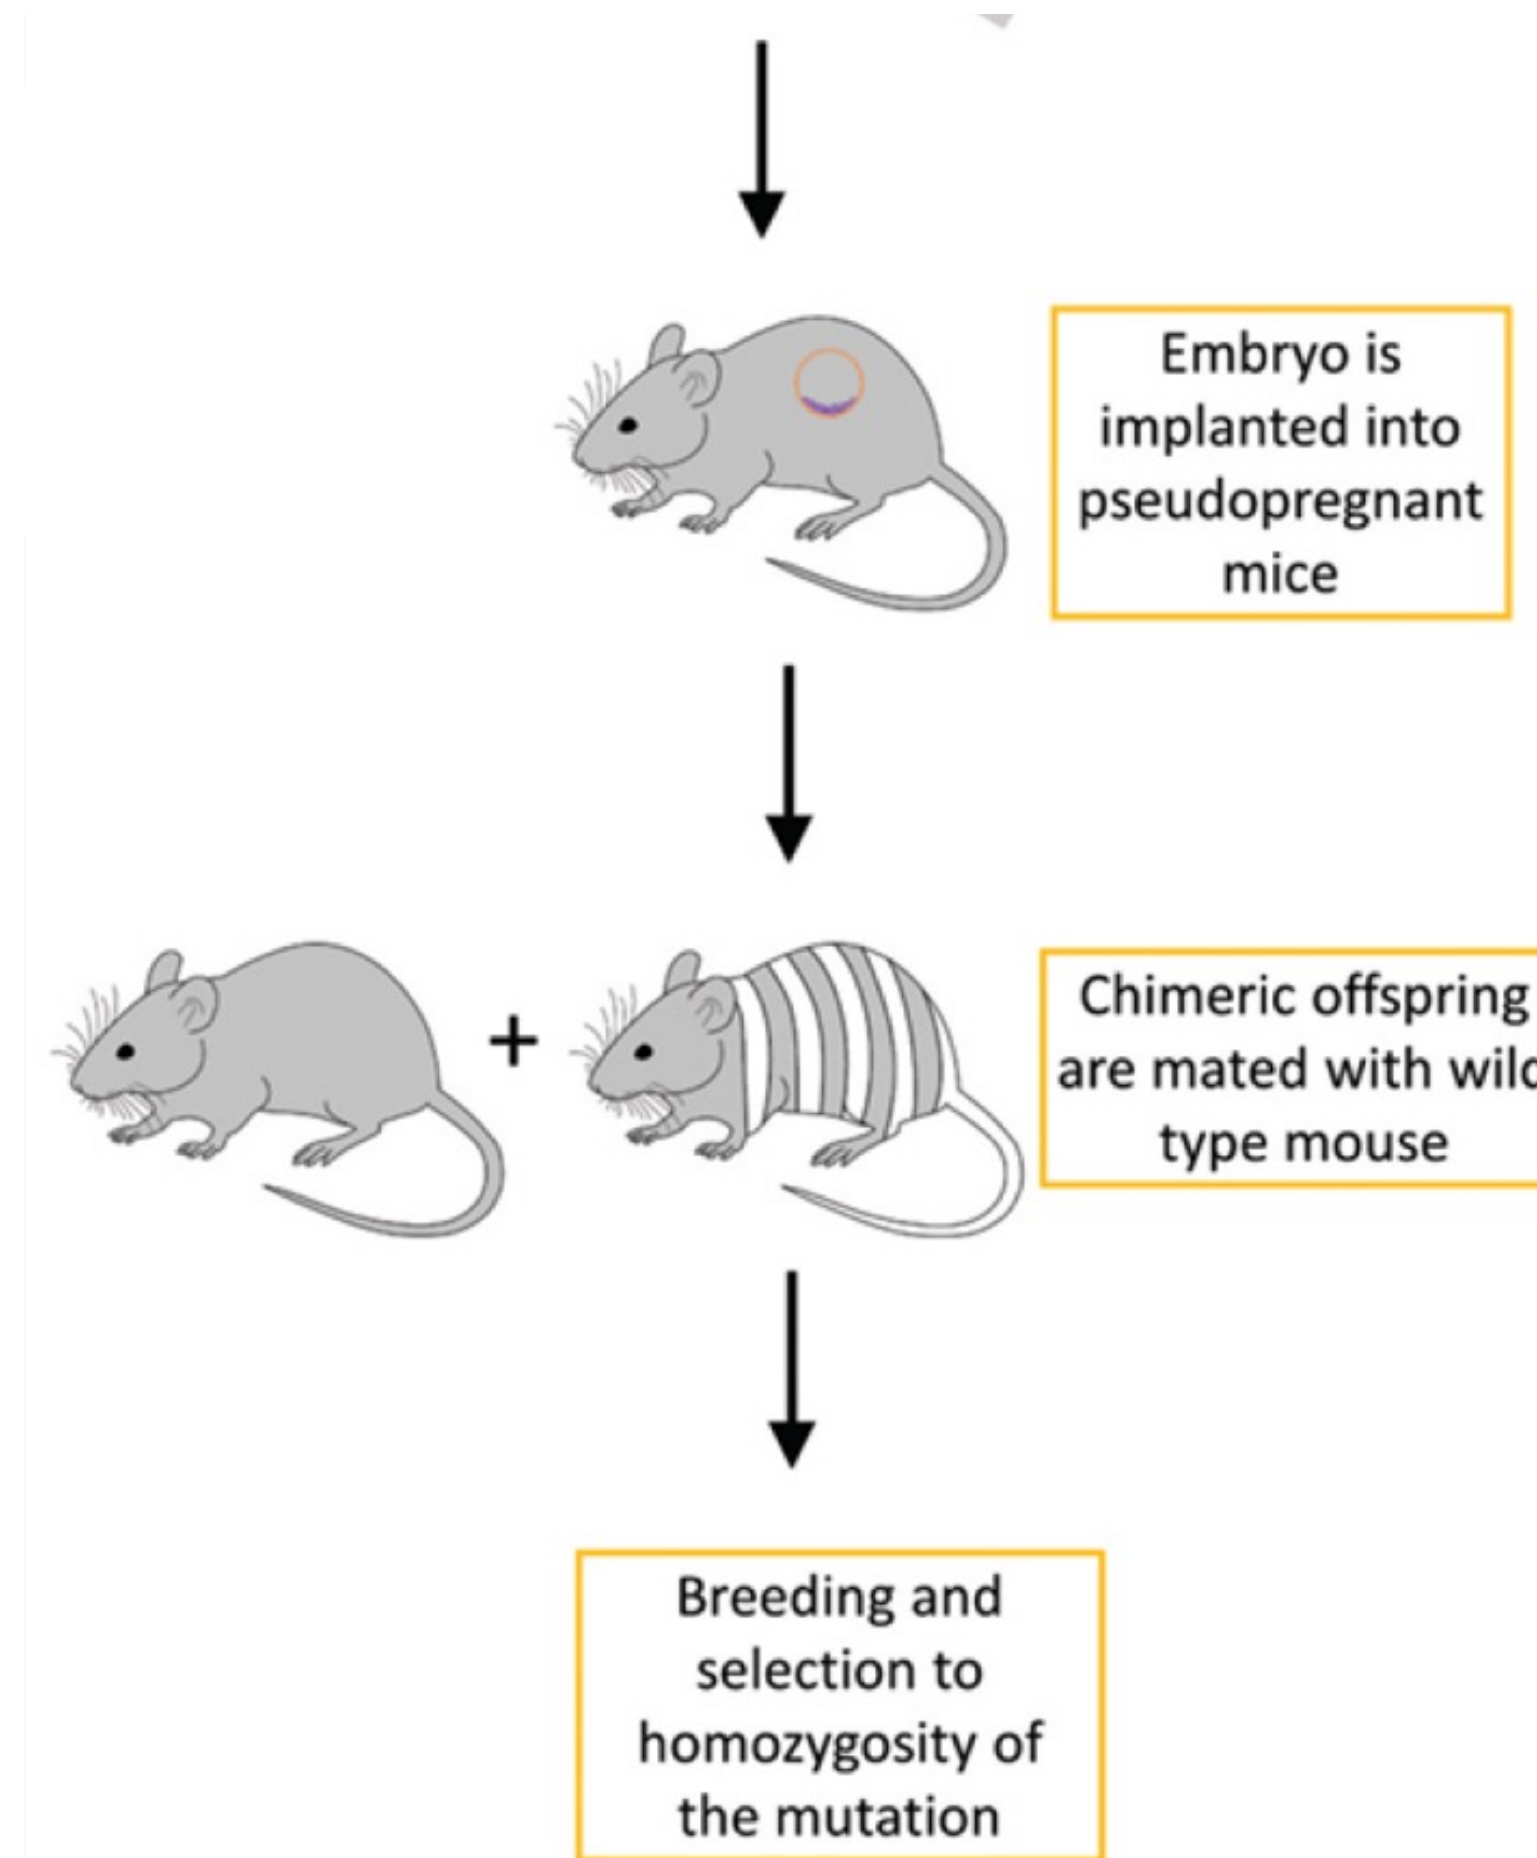 Embryo is
implanted into
pseudopregnant
mice
+
Chimeric offspring
are mated with wild
type mouse
Breeding and
selection to
homozygosity of
the mutation